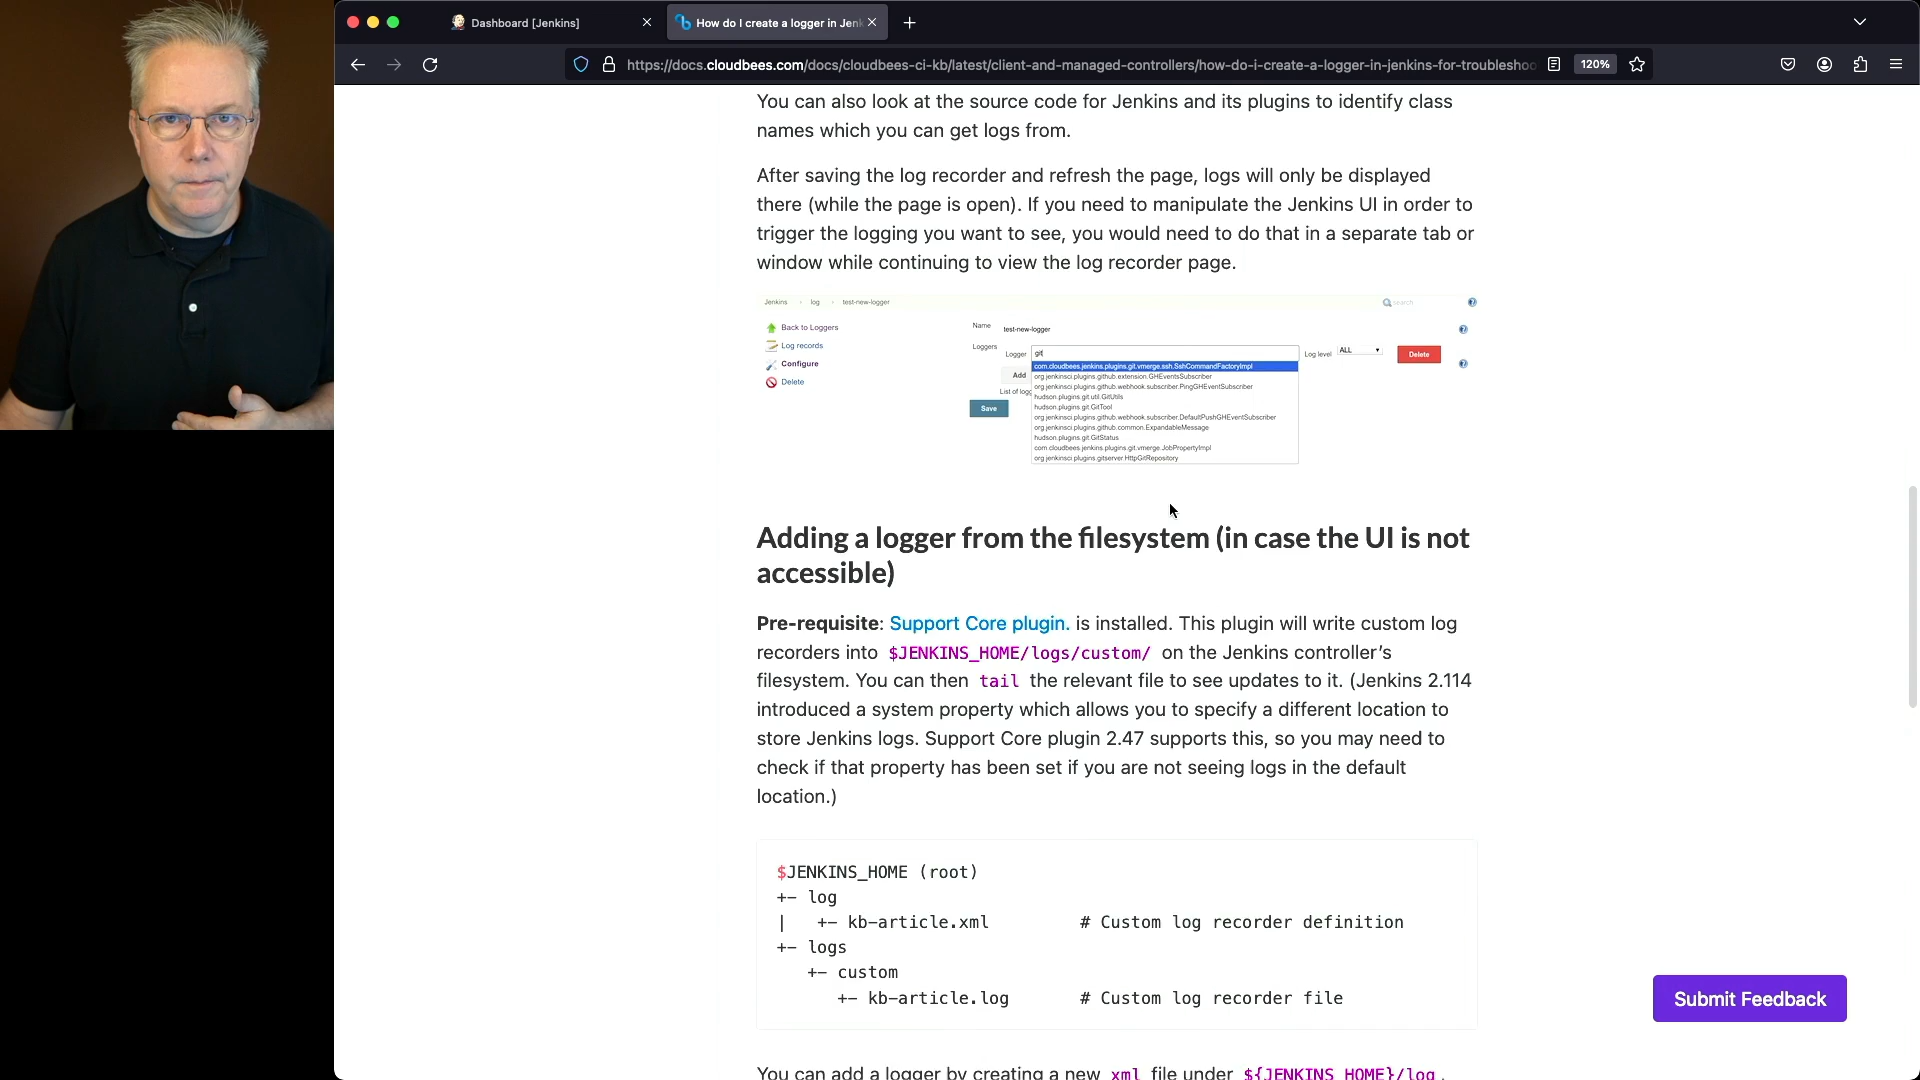 Dashboard [Jenkins]
How do I create a logger in Jenk
https://docs.cloudbees.com/docs/cloudbees-ci-kb/latest/client-and-managed-controllers/how-do-i-create-a-logger-in-jenkins-for-troubleshoo
120%
You can also look at the source code for Jenkins and its plugins to identify class
names which you can get logs from.
After saving the log recorder and refresh the page, logs will only be displayed
there (while the page is open). If you need to manipulate the Jenkins UI in order to
trigger the logging you want to see, you would need to do that in a separate tab or
window while continuing to view the log recorder page.
Jenkins › log › test-new-logger
search
Back to Loggers
Log records
Configure
Delete
Name test-new-logger
Loggers
Logger git
Log level ALL
Delete
com.cloudbees.jenkins.plugins.git.vmerge.ssh.SshCommandFactoryImpl
org.jenkinsci.plugins.github.extension.GHEventsSubscriber
org.jenkinsci.plugins.github.webhook.subscriber.PingGHEventSubscriber
hudson.plugins.git.util.GitUtils
hudson.plugins.git.GitTool
org.jenkinsci.plugins.github.webhook.subscriber.DefaultPushGHEventSubscriber
org.jenkinsci.plugins.github.common.ExpandableMessage
hudson.plugins.git.GitStatus
com.cloudbees.jenkins.plugins.git.vmerge.JobPropertyImpl
org.jenkinsci.plugins.gitserver.HttpGitRepository
Add
List of logg
Save
Adding a logger from the filesystem (in case the UI is not
accessible)
Pre-requisite: Support Core plugin. is installed. This plugin will write custom log
recorders into $JENKINS_HOME/logs/custom/ on the Jenkins controller’s
filesystem. You can then tail the relevant file to see updates to it. (Jenkins 2.114
introduced a system property which allows you to specify a different location to
store Jenkins logs. Support Core plugin 2.47 supports this, so you may need to
check if that property has been set if you are not seeing logs in the default
location.)
$JENKINS_HOME (root)
+- log
| +- kb-article.xml # Custom log recorder definition
+- logs
+- custom
+- kb-article.log # Custom log recorder file
Submit Feedback
You can add a logger by creating a new xml file under ${JENKINS_HOME}/log.